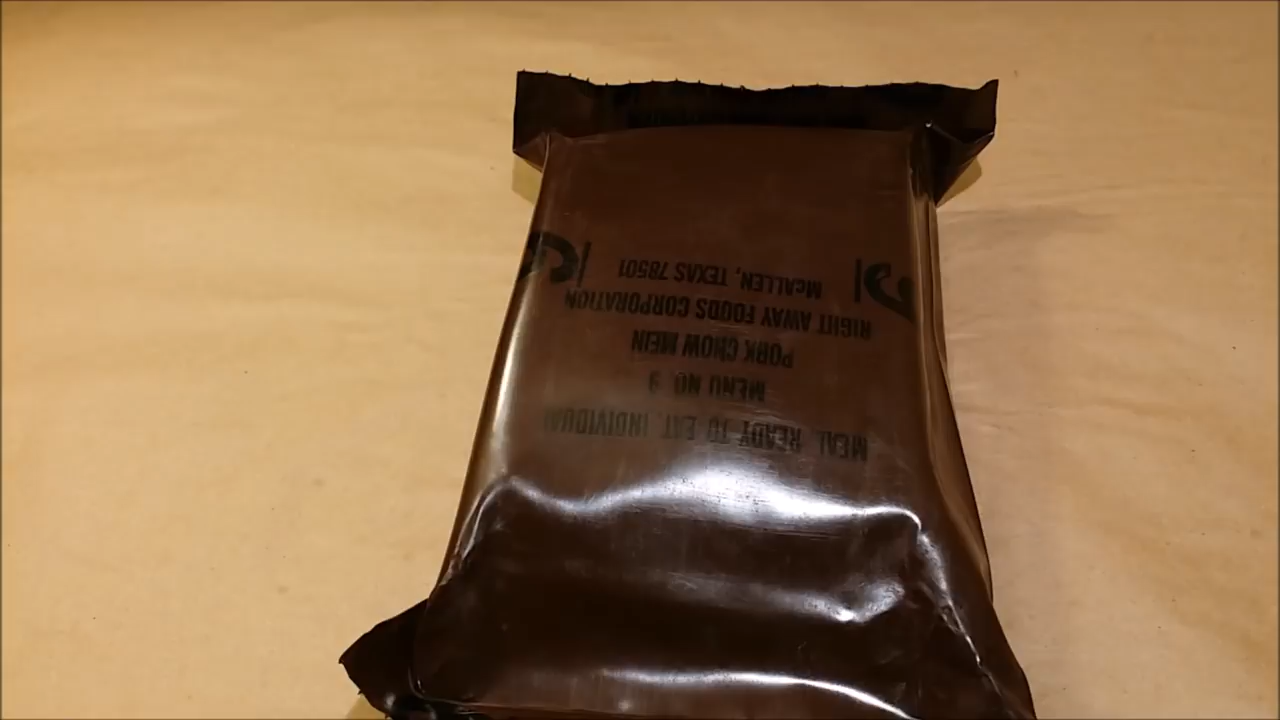 MEAL, READY TO EAT, INDIVIDUAL
MENU NO. 9
PORK CHOW MEIN
RIGHT AWAY FOODS CORPORATION
McALLEN, TEXAS 78501